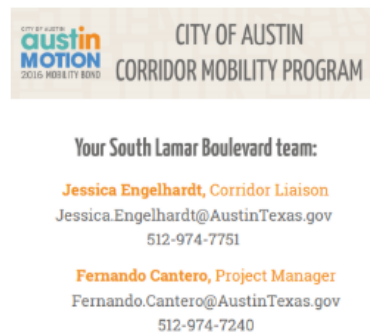 CITY OF AUSTIN
austin
MOTION
2016 MOBILITY BOND
CITY OF AUSTIN
CORRIDOR MOBILITY PROGRAM
Your South Lamar Boulevard team:
Jessica Engelhardt, Corridor Liaison
Jessica.Engelhardt@AustinTexas.gov
512-974-7751
Fernando Cantero, Project Manager
Fernando.Cantero@AustinTexas.gov
512-974-7240